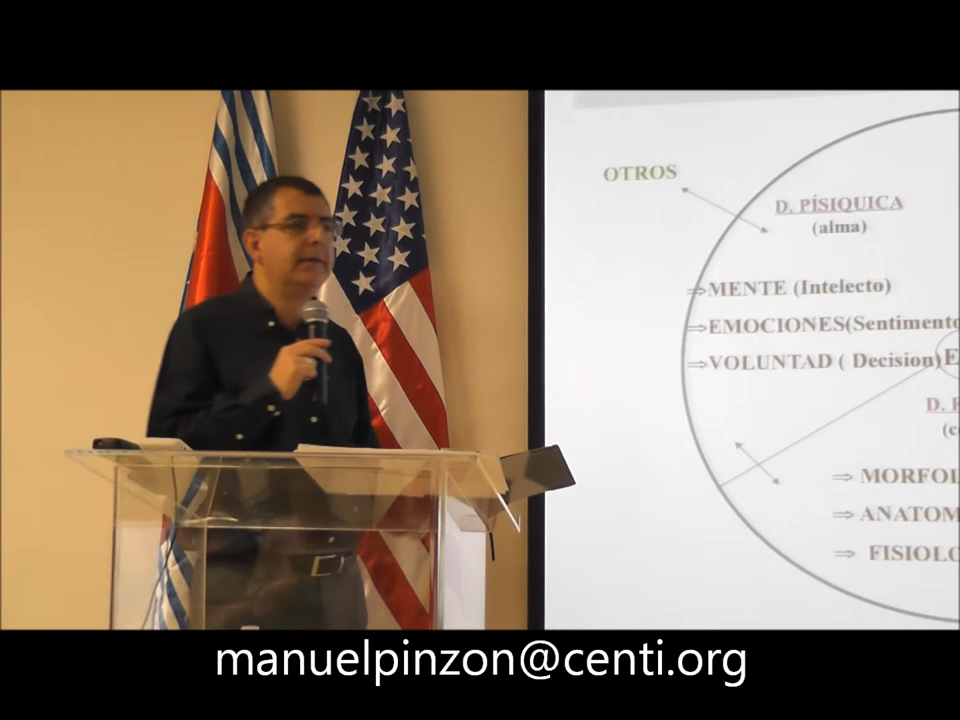 OTROS
D. PÍSIQUICA
(alma)
⇒MENTE (Intelecto)
⇒EMOCIONES(Sentimento
⇒VOLUNTAD ( Decision)E
D.
⇒ MORFOL
⇒ ANATOM
⇒ FISIOLO
manuelpinzon@centi.org